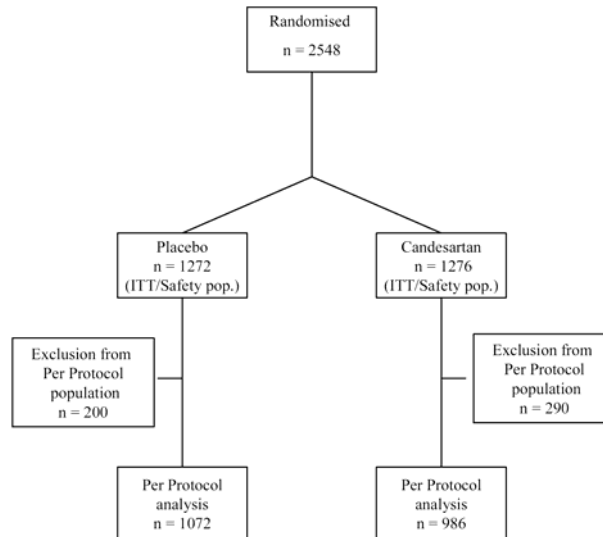 Randomised
n = 2548
Placebo
n = 1272
(ITT/Safety pop.)
Candesartan
n = 1276
(ITT/Safety pop.)
Exclusion from
Per Protocol
population
n = 200
Exclusion from
Per Protocol
population
n = 290
Per Protocol
analysis
n = 1072
Per Protocol
analysis
n = 986